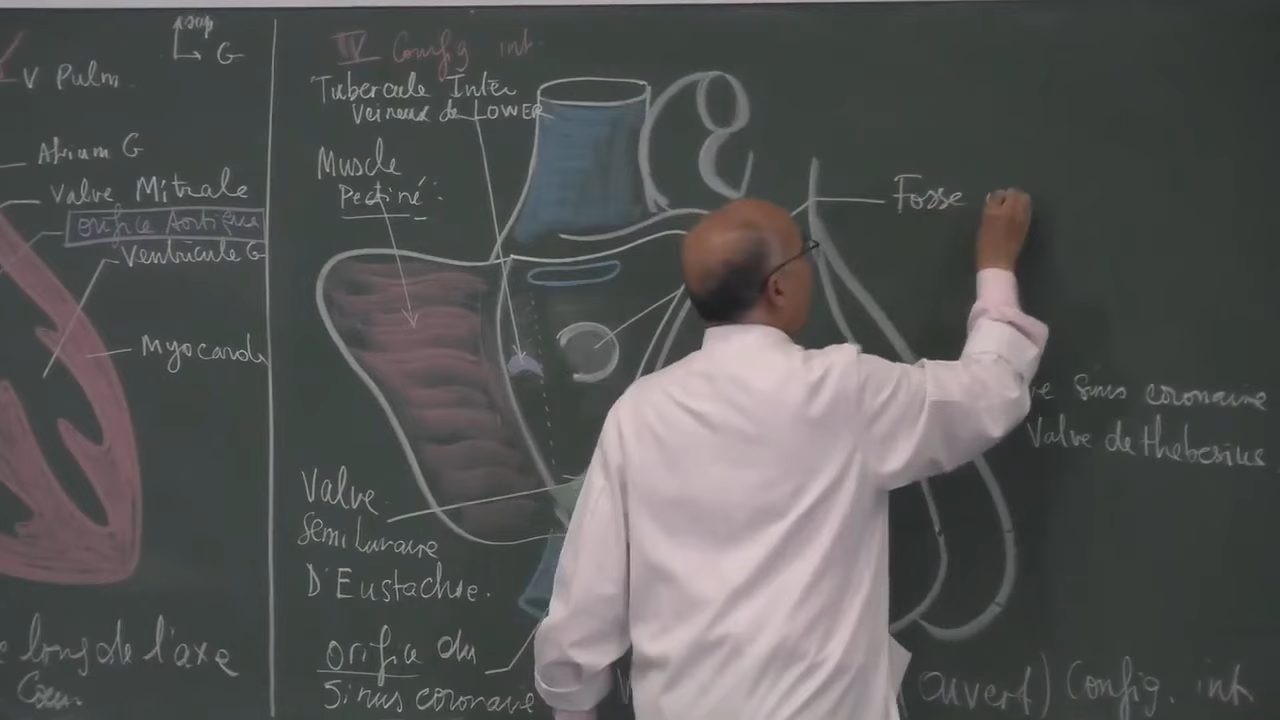 sup
G
V Pulm.
Atrium G
Valve Mitrale
orifice Aortique
Ventricule G
Myocarde
long de l'axe
Coeur
IV Config int.
Tubercule Inter
Veineux de LOWER
Muscle
Pectiné
Valve
Semi Lunaire
D'Eustache.
orifice du
Sinus coronaire
Fosse
Sinus coronaire
Valve de thebesius
ouvert) Config. int